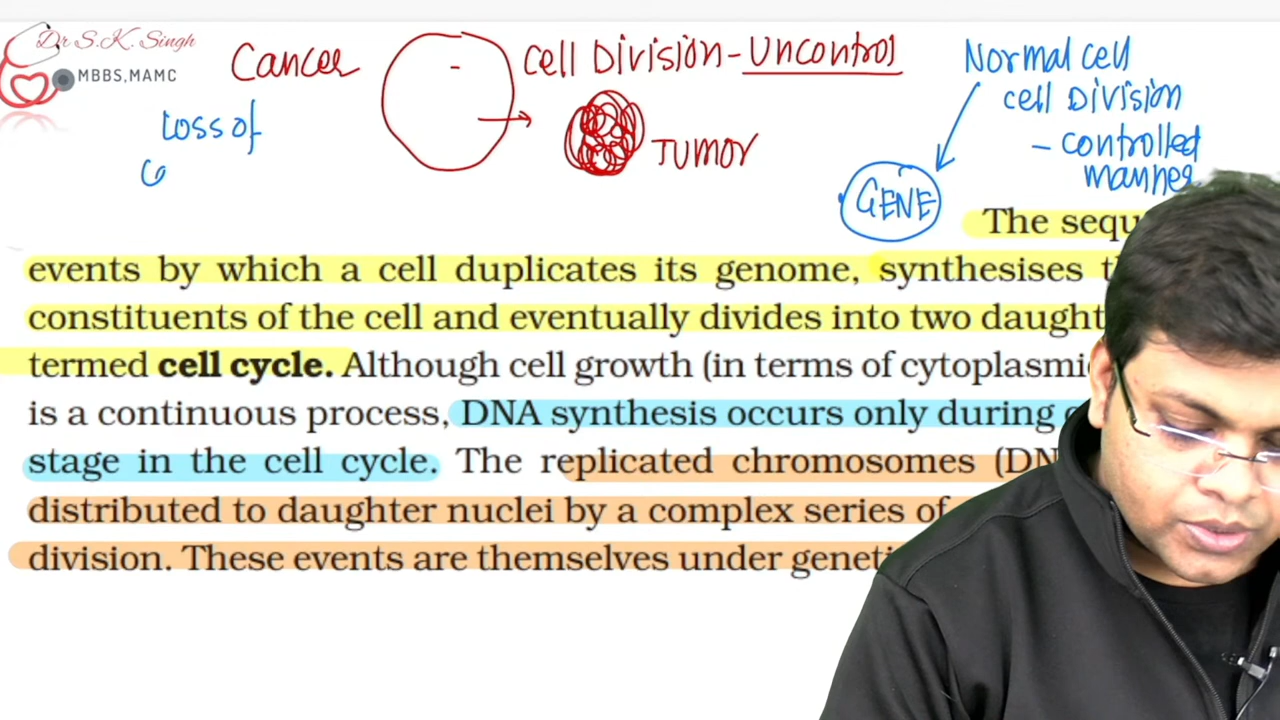 Dr S.K. Singh
MBBS,MAMC
Cancer
Cell Division-Uncontrol
TUMOR
Loss of
Normal cell
cell Division
- controlled
manner
GENE
The sequ
events by which a cell duplicates its genome, synthesises t
constituents of the cell and eventually divides into two daught
termed cell cycle. Although cell growth (in terms of cytoplasmi
is a continuous process, DNA synthesis occurs only during
stage in the cell cycle. The replicated chromosomes (DN
distributed to daughter nuclei by a complex series of
division. These events are themselves under geneti